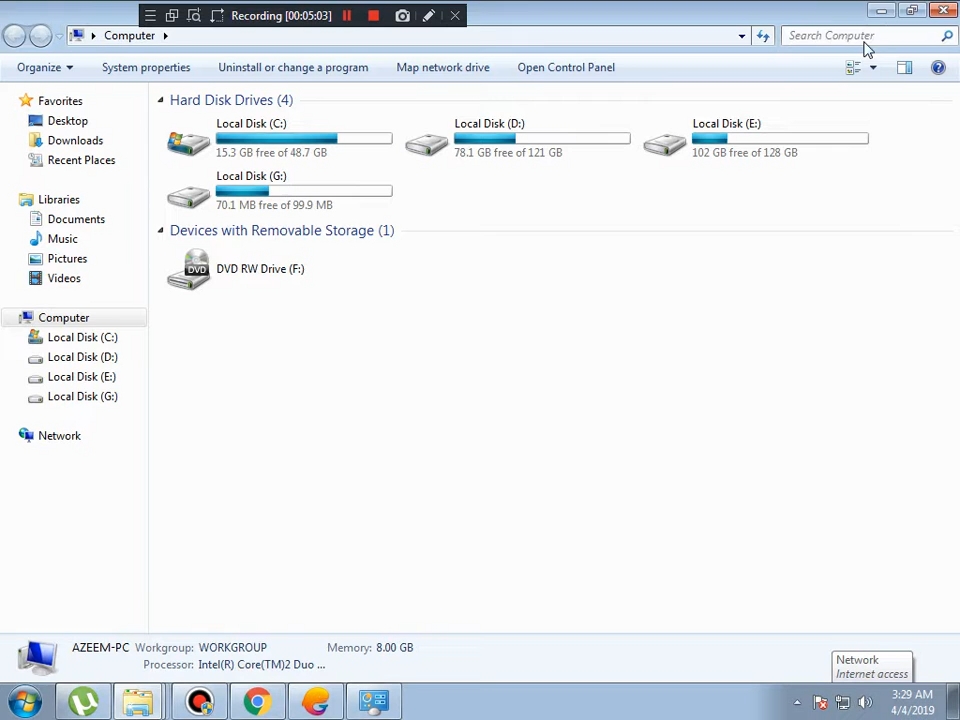 Recording [00:05:03]
Computer
Search Computer
Organize
System properties
Uninstall or change a program
Map network drive
Open Control Panel
Favorites
Desktop
Downloads
Recent Places
Libraries
Documents
Music
Pictures
Videos
Computer
Local Disk (C:)
Local Disk (D:)
Local Disk (E:)
Local Disk (G:)
Network
Hard Disk Drives (4)
Local Disk (C:)
15.3 GB free of 48.7 GB
Local Disk (D:)
78.1 GB free of 121 GB
Local Disk (E:)
102 GB free of 128 GB
Local Disk (G:)
70.1 MB free of 99.9 MB
Devices with Removable Storage (1)
DVD
DVD RW Drive (F:)
AZEEM-PC Workgroup: WORKGROUP Memory: 8.00 GB
Processor: Intel(R) Core(TM)2 Duo ...
Network
Internet access
3:29 AM
4/4/2019